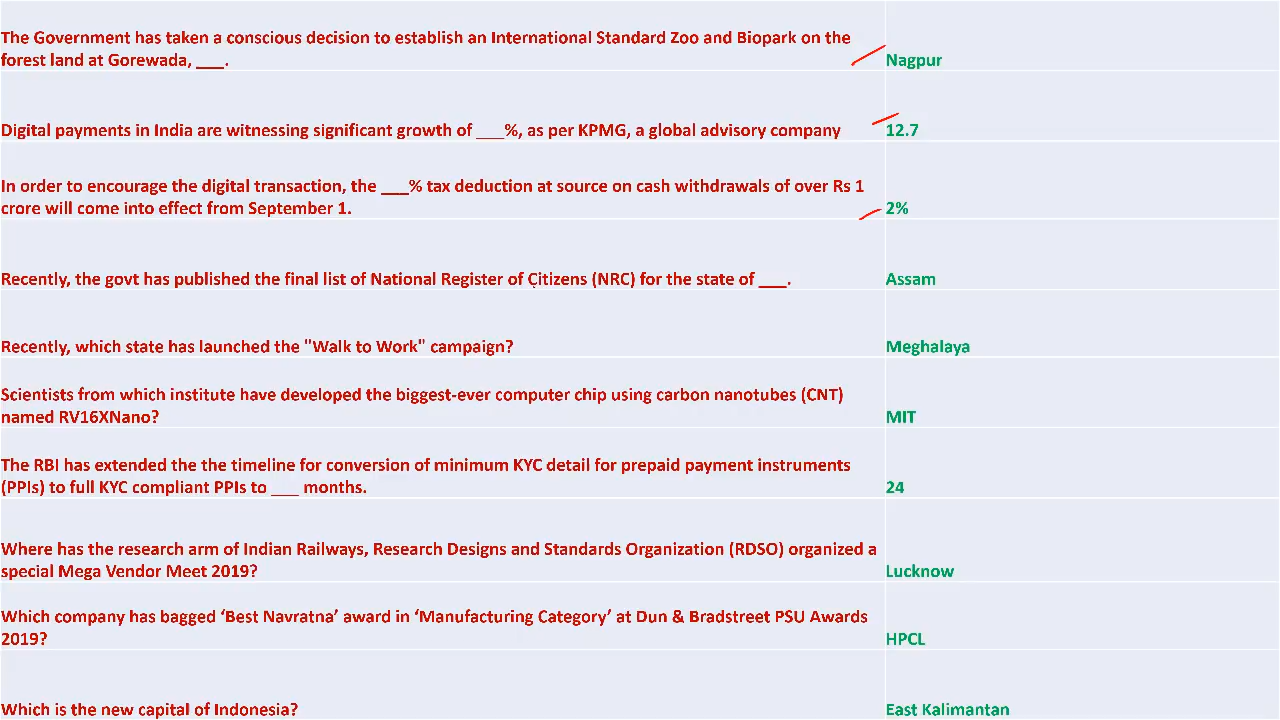 The Government has taken a conscious decision to establish an International Standard Zoo and Biopark on the
forest land at Gorewada, ___.
Nagpur
Digital payments in India are witnessing significant growth of ___%, as per KPMG, a global advisory company
12.7
In order to encourage the digital transaction, the ___% tax deduction at source on cash withdrawals of over Rs 1
crore will come into effect from September 1.
2%
Recently, the govt has published the final list of National Register of Citizens (NRC) for the state of ___.
Assam
Recently, which state has launched the "Walk to Work" campaign?
Meghalaya
Scientists from which institute have developed the biggest-ever computer chip using carbon nanotubes (CNT)
named RV16XNano?
MIT
The RBI has extended the the timeline for conversion of minimum KYC detail for prepaid payment instruments
(PPIs) to full KYC compliant PPIs to ___ months.
24
Where has the research arm of Indian Railways, Research Designs and Standards Organization (RDSO) organized a
special Mega Vendor Meet 2019?
Lucknow
Which company has bagged ‘Best Navratna’ award in ‘Manufacturing Category’ at Dun & Bradstreet PSU Awards
2019?
HPCL
Which is the new capital of Indonesia?
East Kalimantan